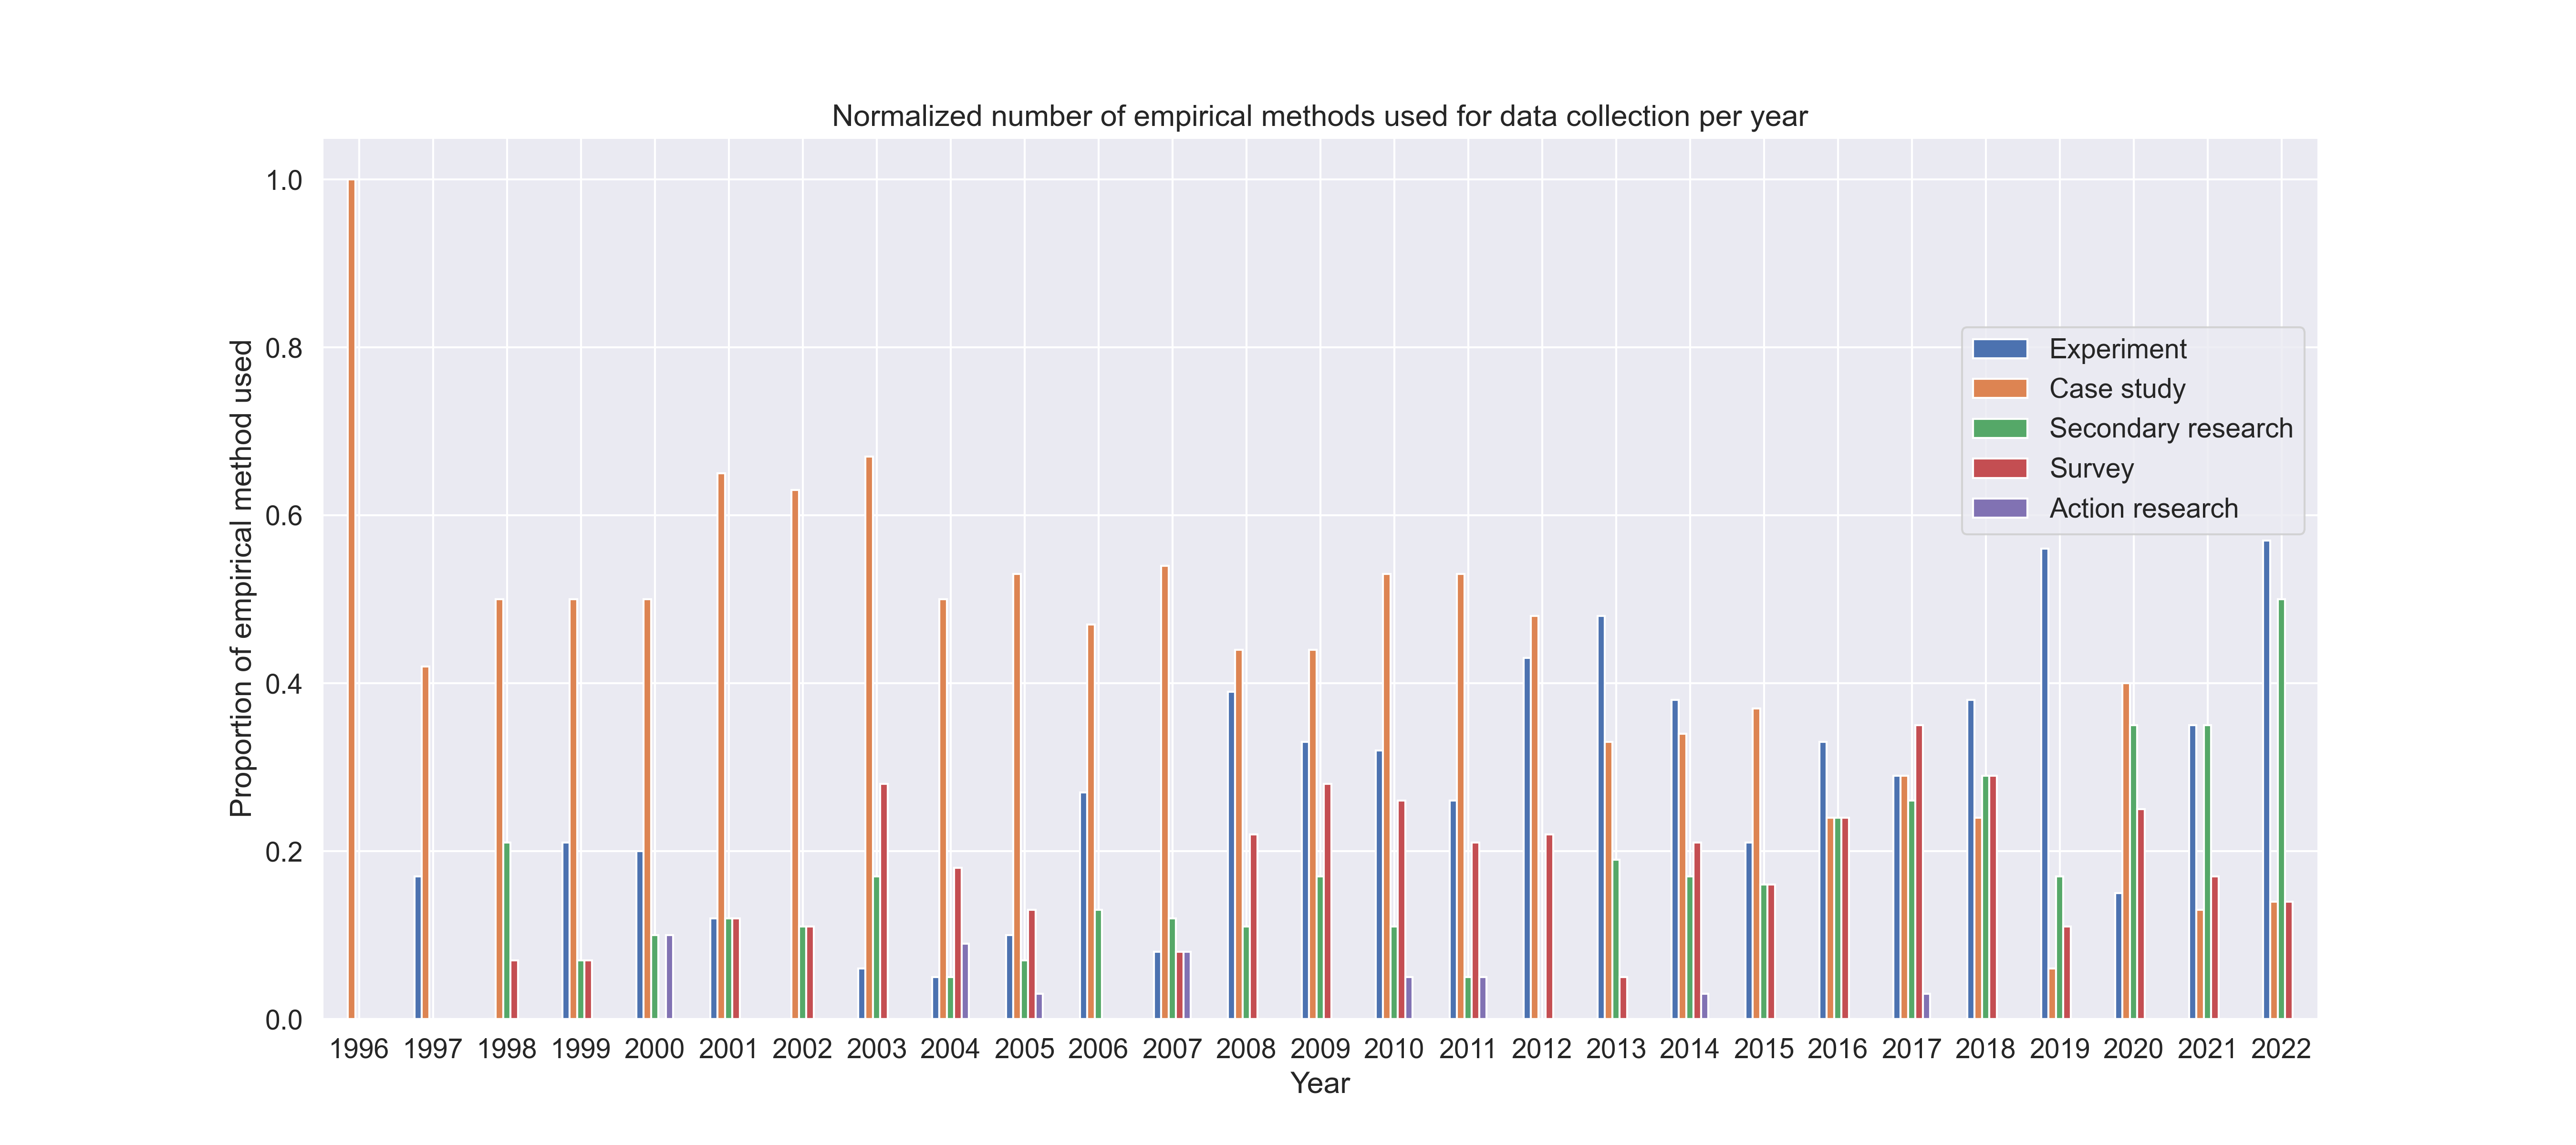 Normalized number of empirical methods used for data collection per year
Proportion of empirical method used
1.0
0.8
0.6
0.4
0.2
0.0
Experiment
Case study
Secondary research
Survey
Action research
1996 1997 1998 1999 2000 2001 2002 2003 2004 2005 2006 2007 2008 2009 2010 2011 2012 2013 2014 2015 2016 2017 2018 2019 2020 2021 2022
Year